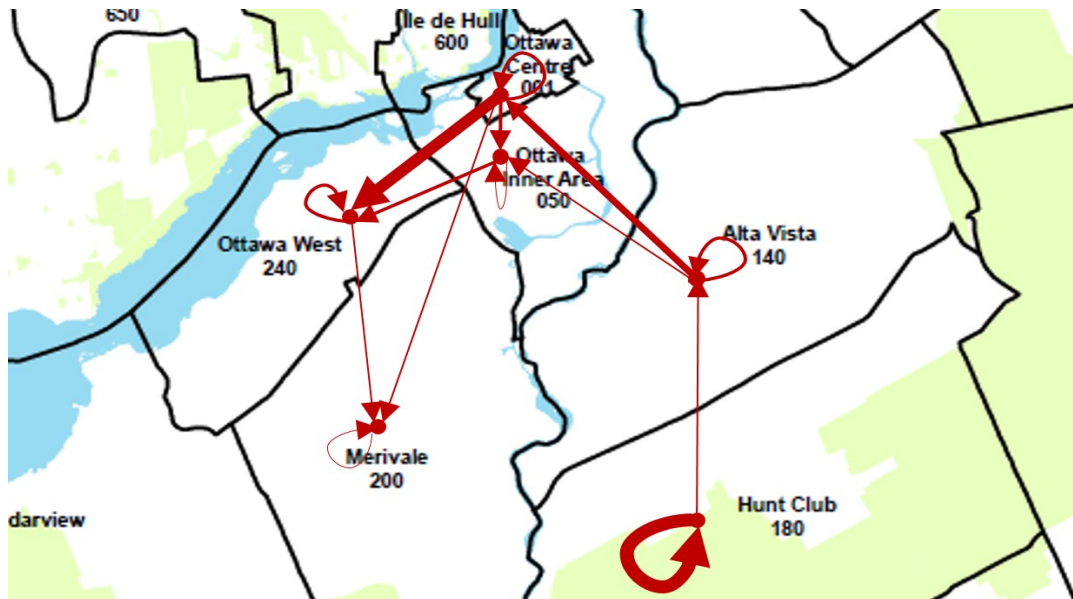 650
Île de Hull
600
Ottawa
Centre
001
Ottawa
Inner Area
050
Ottawa West
240
Alta Vista
140
Merivale
200
Hunt Club
180
darview